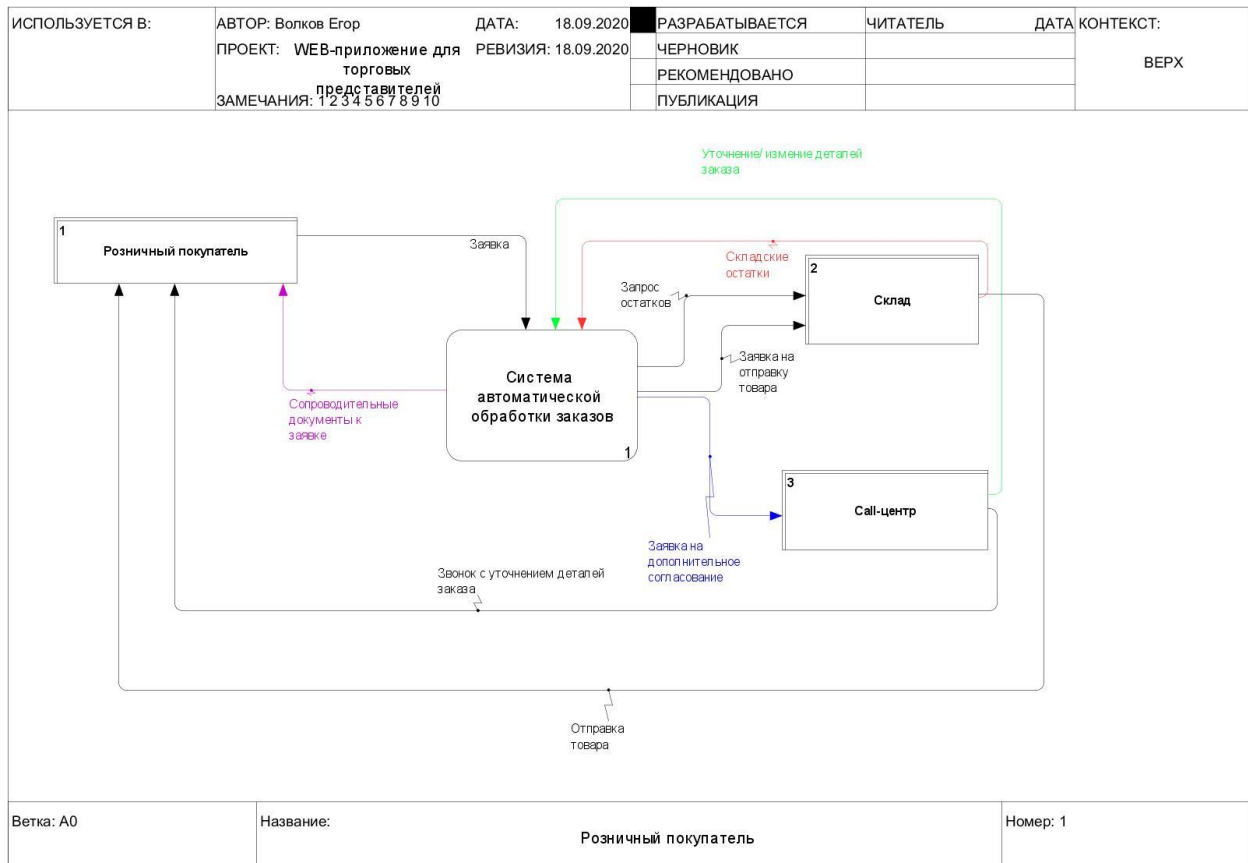 ИСПОЛЬЗУЕТСЯ В:
АВТОР: Волков Егор
ДАТА: 18.09.2020
РАЗРАБАТЫВАЕТСЯ
ЧИТАТЕЛЬ
ДАТА
КОНТЕКСТ:
ПРОЕКТ: WEB-приложение для
торговых
представителей
РЕВИЗИЯ: 18.09.2020
ЧЕРНОВИК
РЕКОМЕНДОВАНО
ВЕРХ
ЗАМЕЧАНИЯ: 1 2 3 4 5 6 7 8 9 10
ПУБЛИКАЦИЯ
Уточнение/ измение деталей
заказа
1
Розничный покупатель
Заявка
Складские
остатки
2
Склад
Запрос
остатков
Заявка на
отправку
товара
Система
автоматической
обработки заказов
1
Сопроводительные
документы к
заявке
3
Call-центр
Заявка на
дополнительное
согласование
Звонок с уточнением деталей
заказа
Отправка
товара
Ветка: A0
Название:
Розничный покупатель
Номер: 1